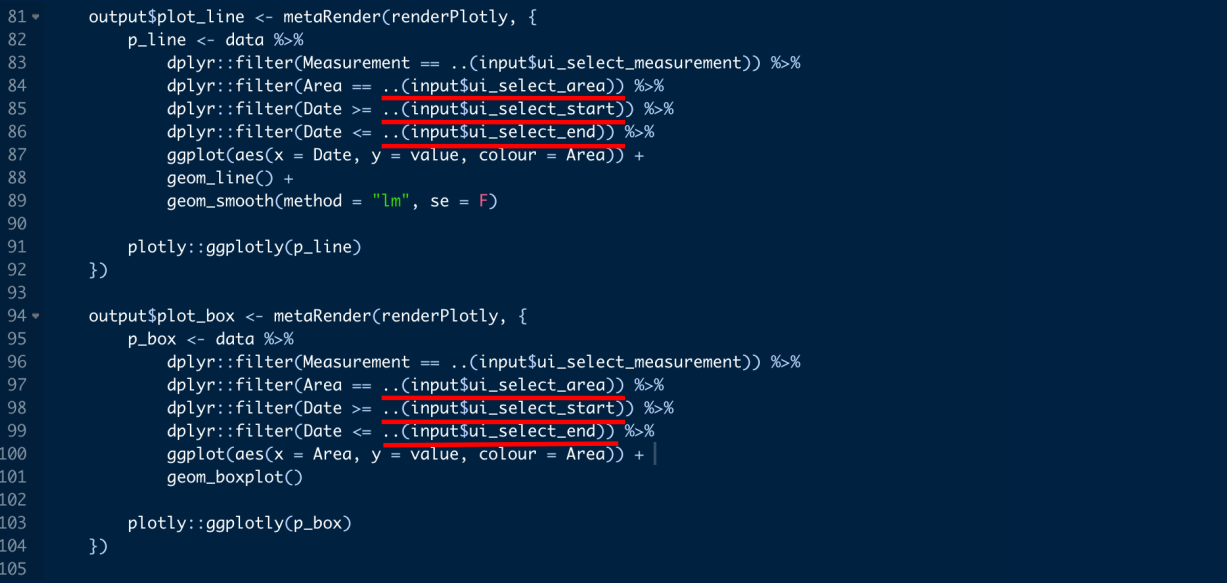 81 output$plot_line <- metaRender(renderPlotly, {
82 p_line <- data %>%
83 dplyr::filter(Measurement == ..(input$ui_select_measurement)) %>%
84 dplyr::filter(Area == ..(input$ui_select_area)) %>%
85 dplyr::filter(Date >= ..(input$ui_select_start)) %>%
86 dplyr::filter(Date <= ..(input$ui_select_end)) %>%
87 ggplot(aes(x = Date, y = value, colour = Area)) +
88 geom_line() +
89 geom_smooth(method = "lm", se = F)
90
91 plotly::ggplotly(p_line)
92 })
93
94 output$plot_box <- metaRender(renderPlotly, {
95 p_box <- data %>%
96 dplyr::filter(Measurement == ..(input$ui_select_measurement)) %>%
97 dplyr::filter(Area == ..(input$ui_select_area)) %>%
98 dplyr::filter(Date >= ..(input$ui_select_start)) %>%
99 dplyr::filter(Date <= ..(input$ui_select_end)) %>%
100 ggplot(aes(x = Area, y = value, colour = Area)) +
101 geom_boxplot()
102
103 plotly::ggplotly(p_box)
104 })
105